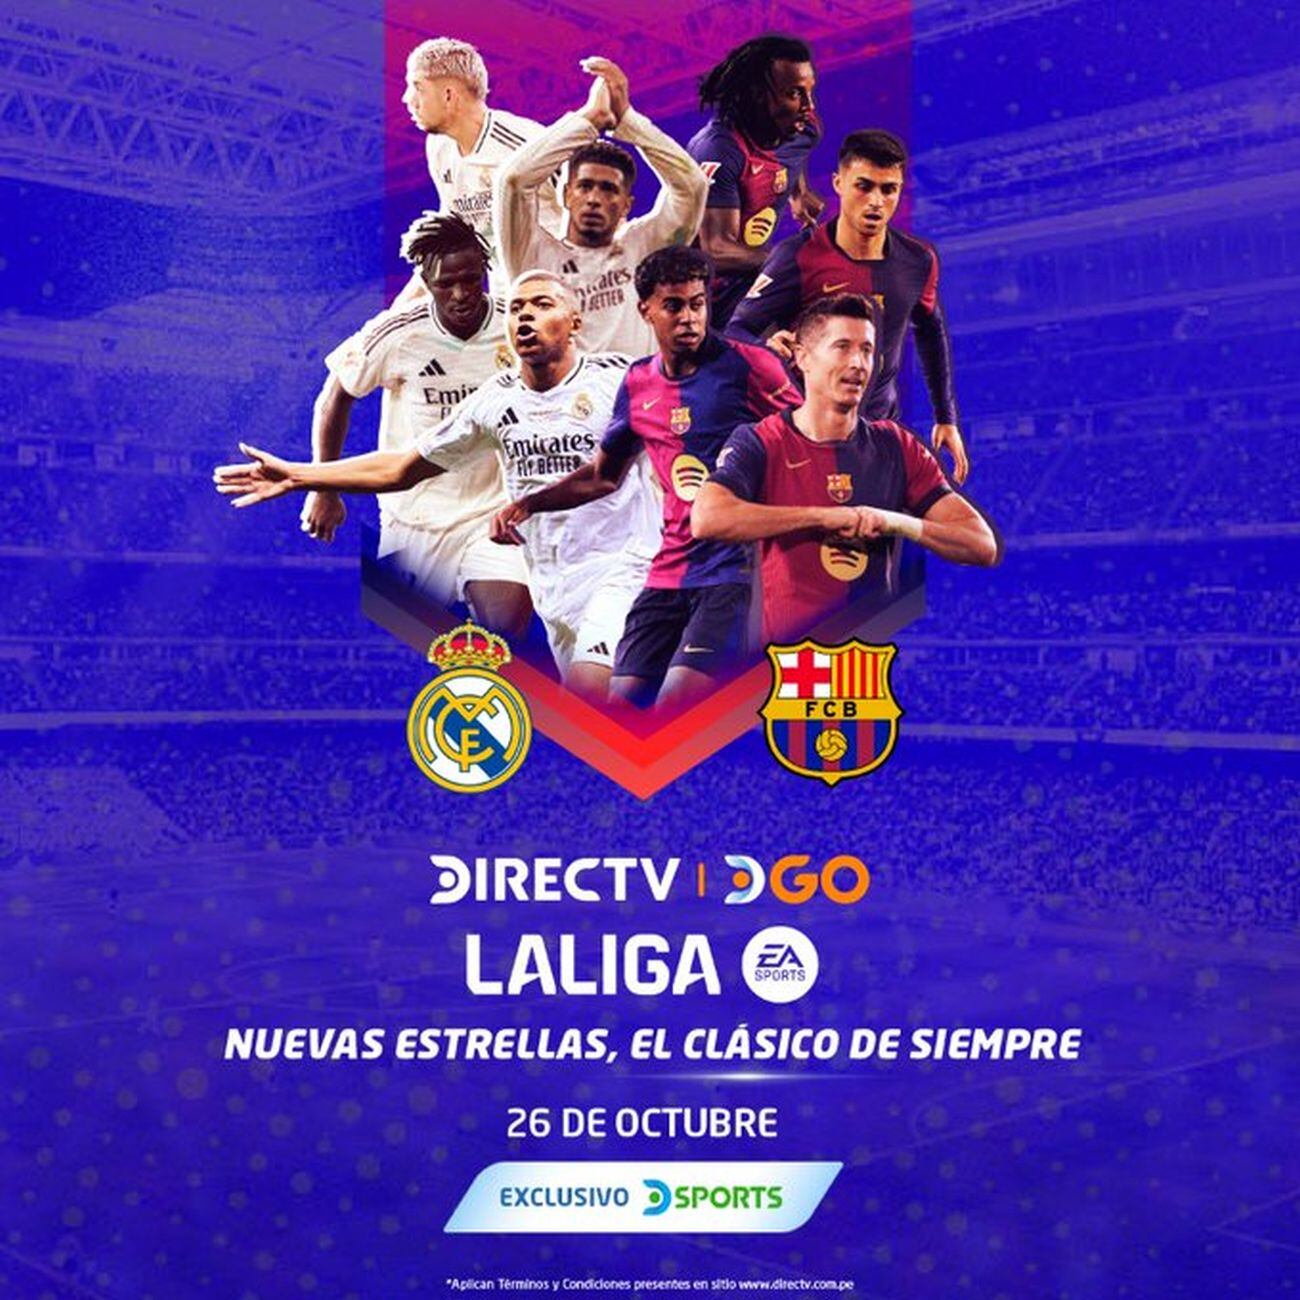 Emirates
FLY BETTER
FCB
DIRECTV | DGO
LALIGA EA SPORTS
NUEVAS ESTRELLAS, EL CLÁSICO DE SIEMPRE
26 DE OCTUBRE
EXCLUSIVO DSPORTS
*Aplican Términos y Condiciones presentes en sitio www.directv.com.pe